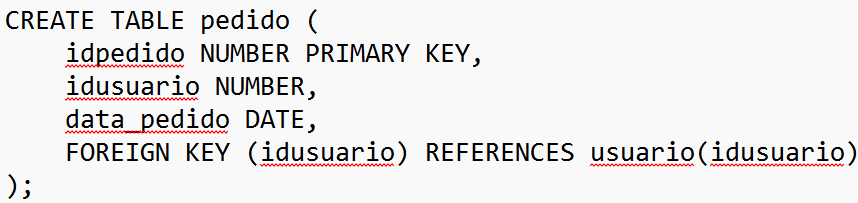 CREATE TABLE pedido (
    idpedido NUMBER PRIMARY KEY,
    idusuario NUMBER,
    data_pedido DATE,
    FOREIGN KEY (idusuario) REFERENCES usuario(idusuario)
);